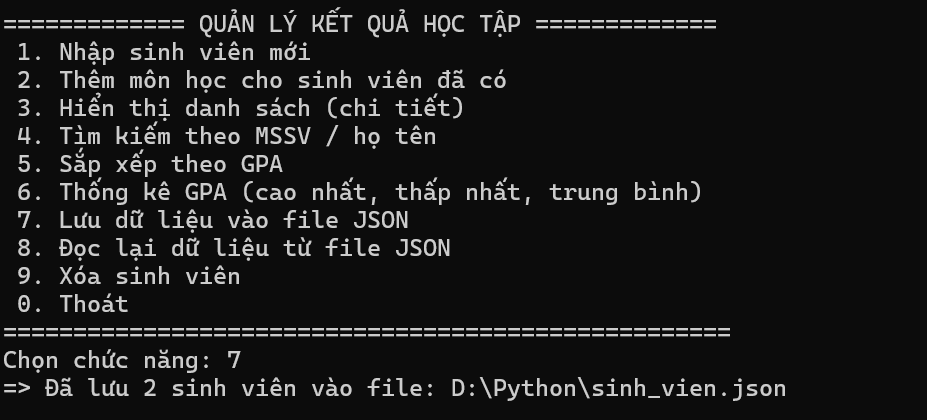 ============= QUẢN LÝ KẾT QUẢ HỌC TẬP =============
1. Nhập sinh viên mới
2. Thêm môn học cho sinh viên đã có
3. Hiển thị danh sách (chi tiết)
4. Tìm kiếm theo MSSV / họ tên
5. Sắp xếp theo GPA
6. Thống kê GPA (cao nhất, thấp nhất, trung bình)
7. Lưu dữ liệu vào file JSON
8. Đọc lại dữ liệu từ file JSON
9. Xóa sinh viên
0. Thoát
====================================================
Chọn chức năng: 7
=> Đã lưu 2 sinh viên vào file: D:\Python\sinh_vien.json